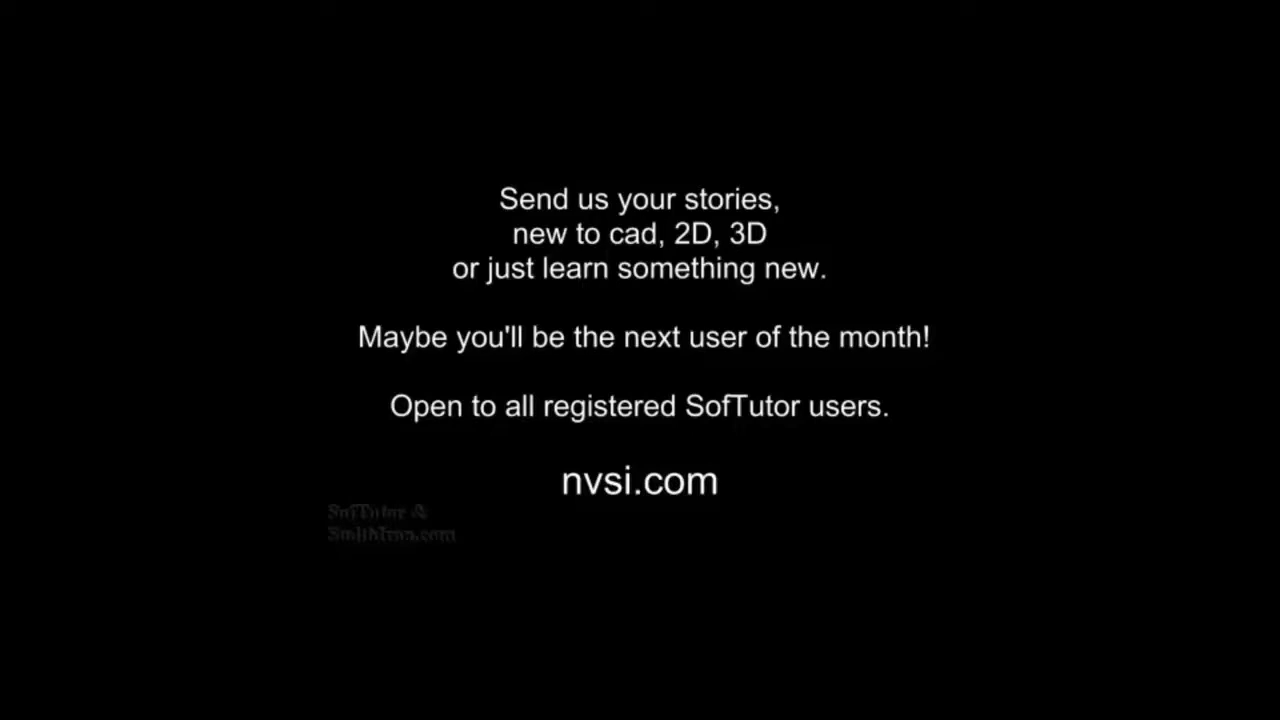 Send us your stories,
new to cad, 2D, 3D
or just learn something new.
Maybe you'll be the next user of the month!
Open to all registered SofTutor users.
nvsi.com
SofTutor &